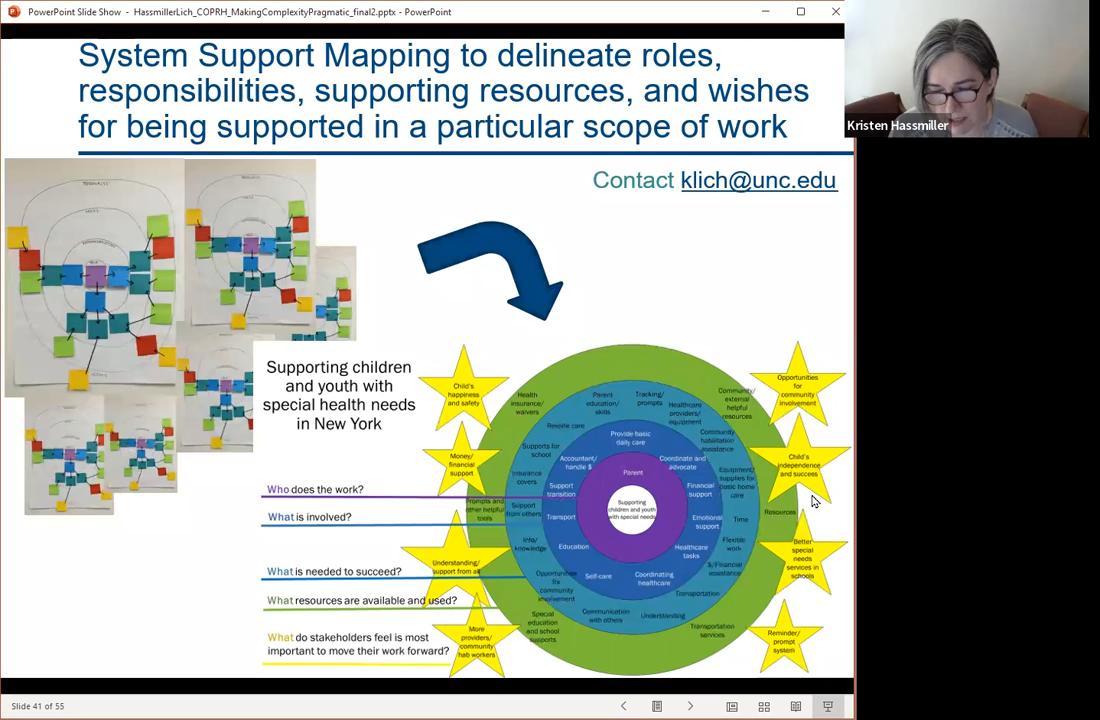 PowerPoint Slide Show - HassmillerLich_COPRH_MakingComplexityPragmatic_final2.pptx - PowerPoint
System Support Mapping to delineate roles,
responsibilities, supporting resources, and wishes
for being supported in a particular scope of work
Kristen Hassmiller
Contact klich@unc.edu
Supporting children
and youth with
special health needs
in New York
Who does the work?
What is involved?
What is needed to succeed?
What resources are available and used?
What do stakeholders feel is most
important to move their work forward?
Child's
happiness
and safety
Money/
financial
support
Understanding/
support from all
More
providers/
community
hab workers
Opportunities
for
community
involvement
Child's
independence
and success
Better
special
needs
services in
schools
Reminder/
prompt
system
Health
insurance/
waivers
Prompts and
other helpful
tools
Special
education
and school
supports
Community/
external
helpful
resources
Resources
Transportation
services
Parent
education/
skills
Tracking/
prompts
Healthcare
providers/
equipment
Community
habilitation
assistance
Equipment/
supplies for
basic home
care
Time
Flexible
work
$/Financial
assistance
Transportation
Understanding
Communication
with others
Opportunities
for
community
involvement
Info/
knowledge
Support
from others
Insurance
covers
Supports for
school
Respite care
Provide basic
daily care
Coordinate and
advocate
Financial
support
Emotional
support
Healthcare
tasks
Coordinating
healthcare
Self-care
Education
Transport
Support
transition
Accountant/
handle $
Parent
Supporting
children and youth
with special needs
Slide 41 of 55